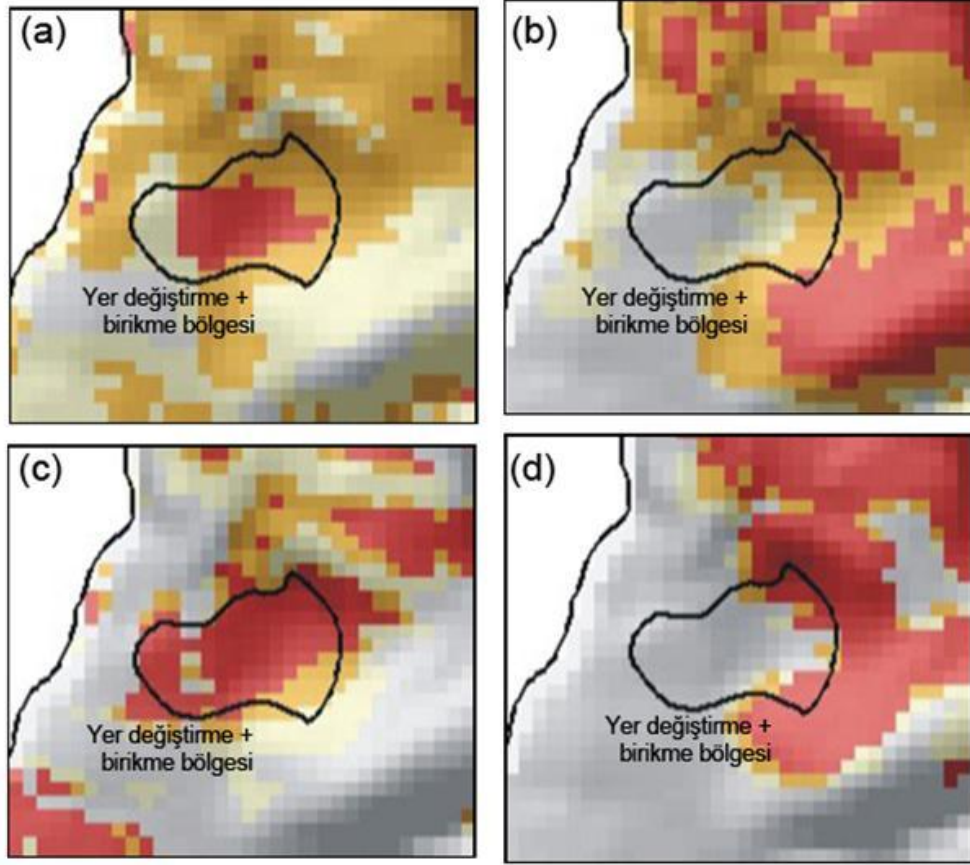 (a)
Yer değiştirme +
birikme bölgesi
(b)
Yer değiştirme +
birikme bölgesi
(c)
Yer değiştirme +
birikme bölgesi
(d)
Yer değiştirme +
birikme bölgesi